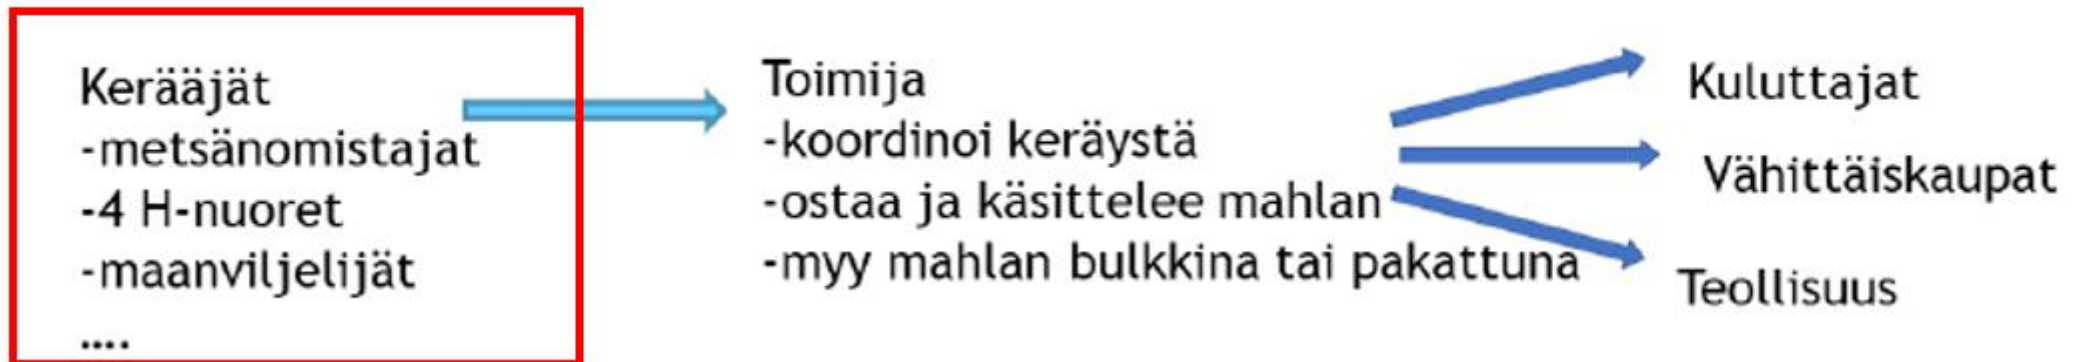 Kerääjät
-metsänomistajat
-4 H-nuoret
-maanviljelijät
....
Toimija
-koordinoi keräystä
-ostaa ja käsittelee mahlan
-myy mahlan bulkkina tai pakattuna
Kuluttajat
Vähittäiskaupat
Teollisuus